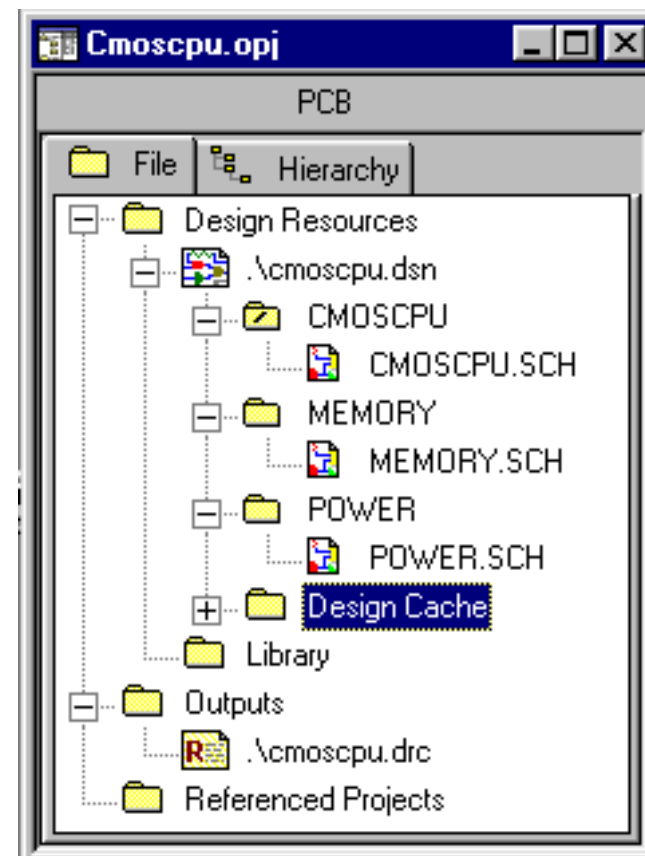 Cmoscpu.opj
PCB
File Hierarchy
Design Resources
.\cmoscpu.dsn
CMOSCPU
CMOSCPU.SCH
MEMORY
MEMORY.SCH
POWER
POWER.SCH
Design Cache
Library
Outputs
R .\cmoscpu.drc
Referenced Projects